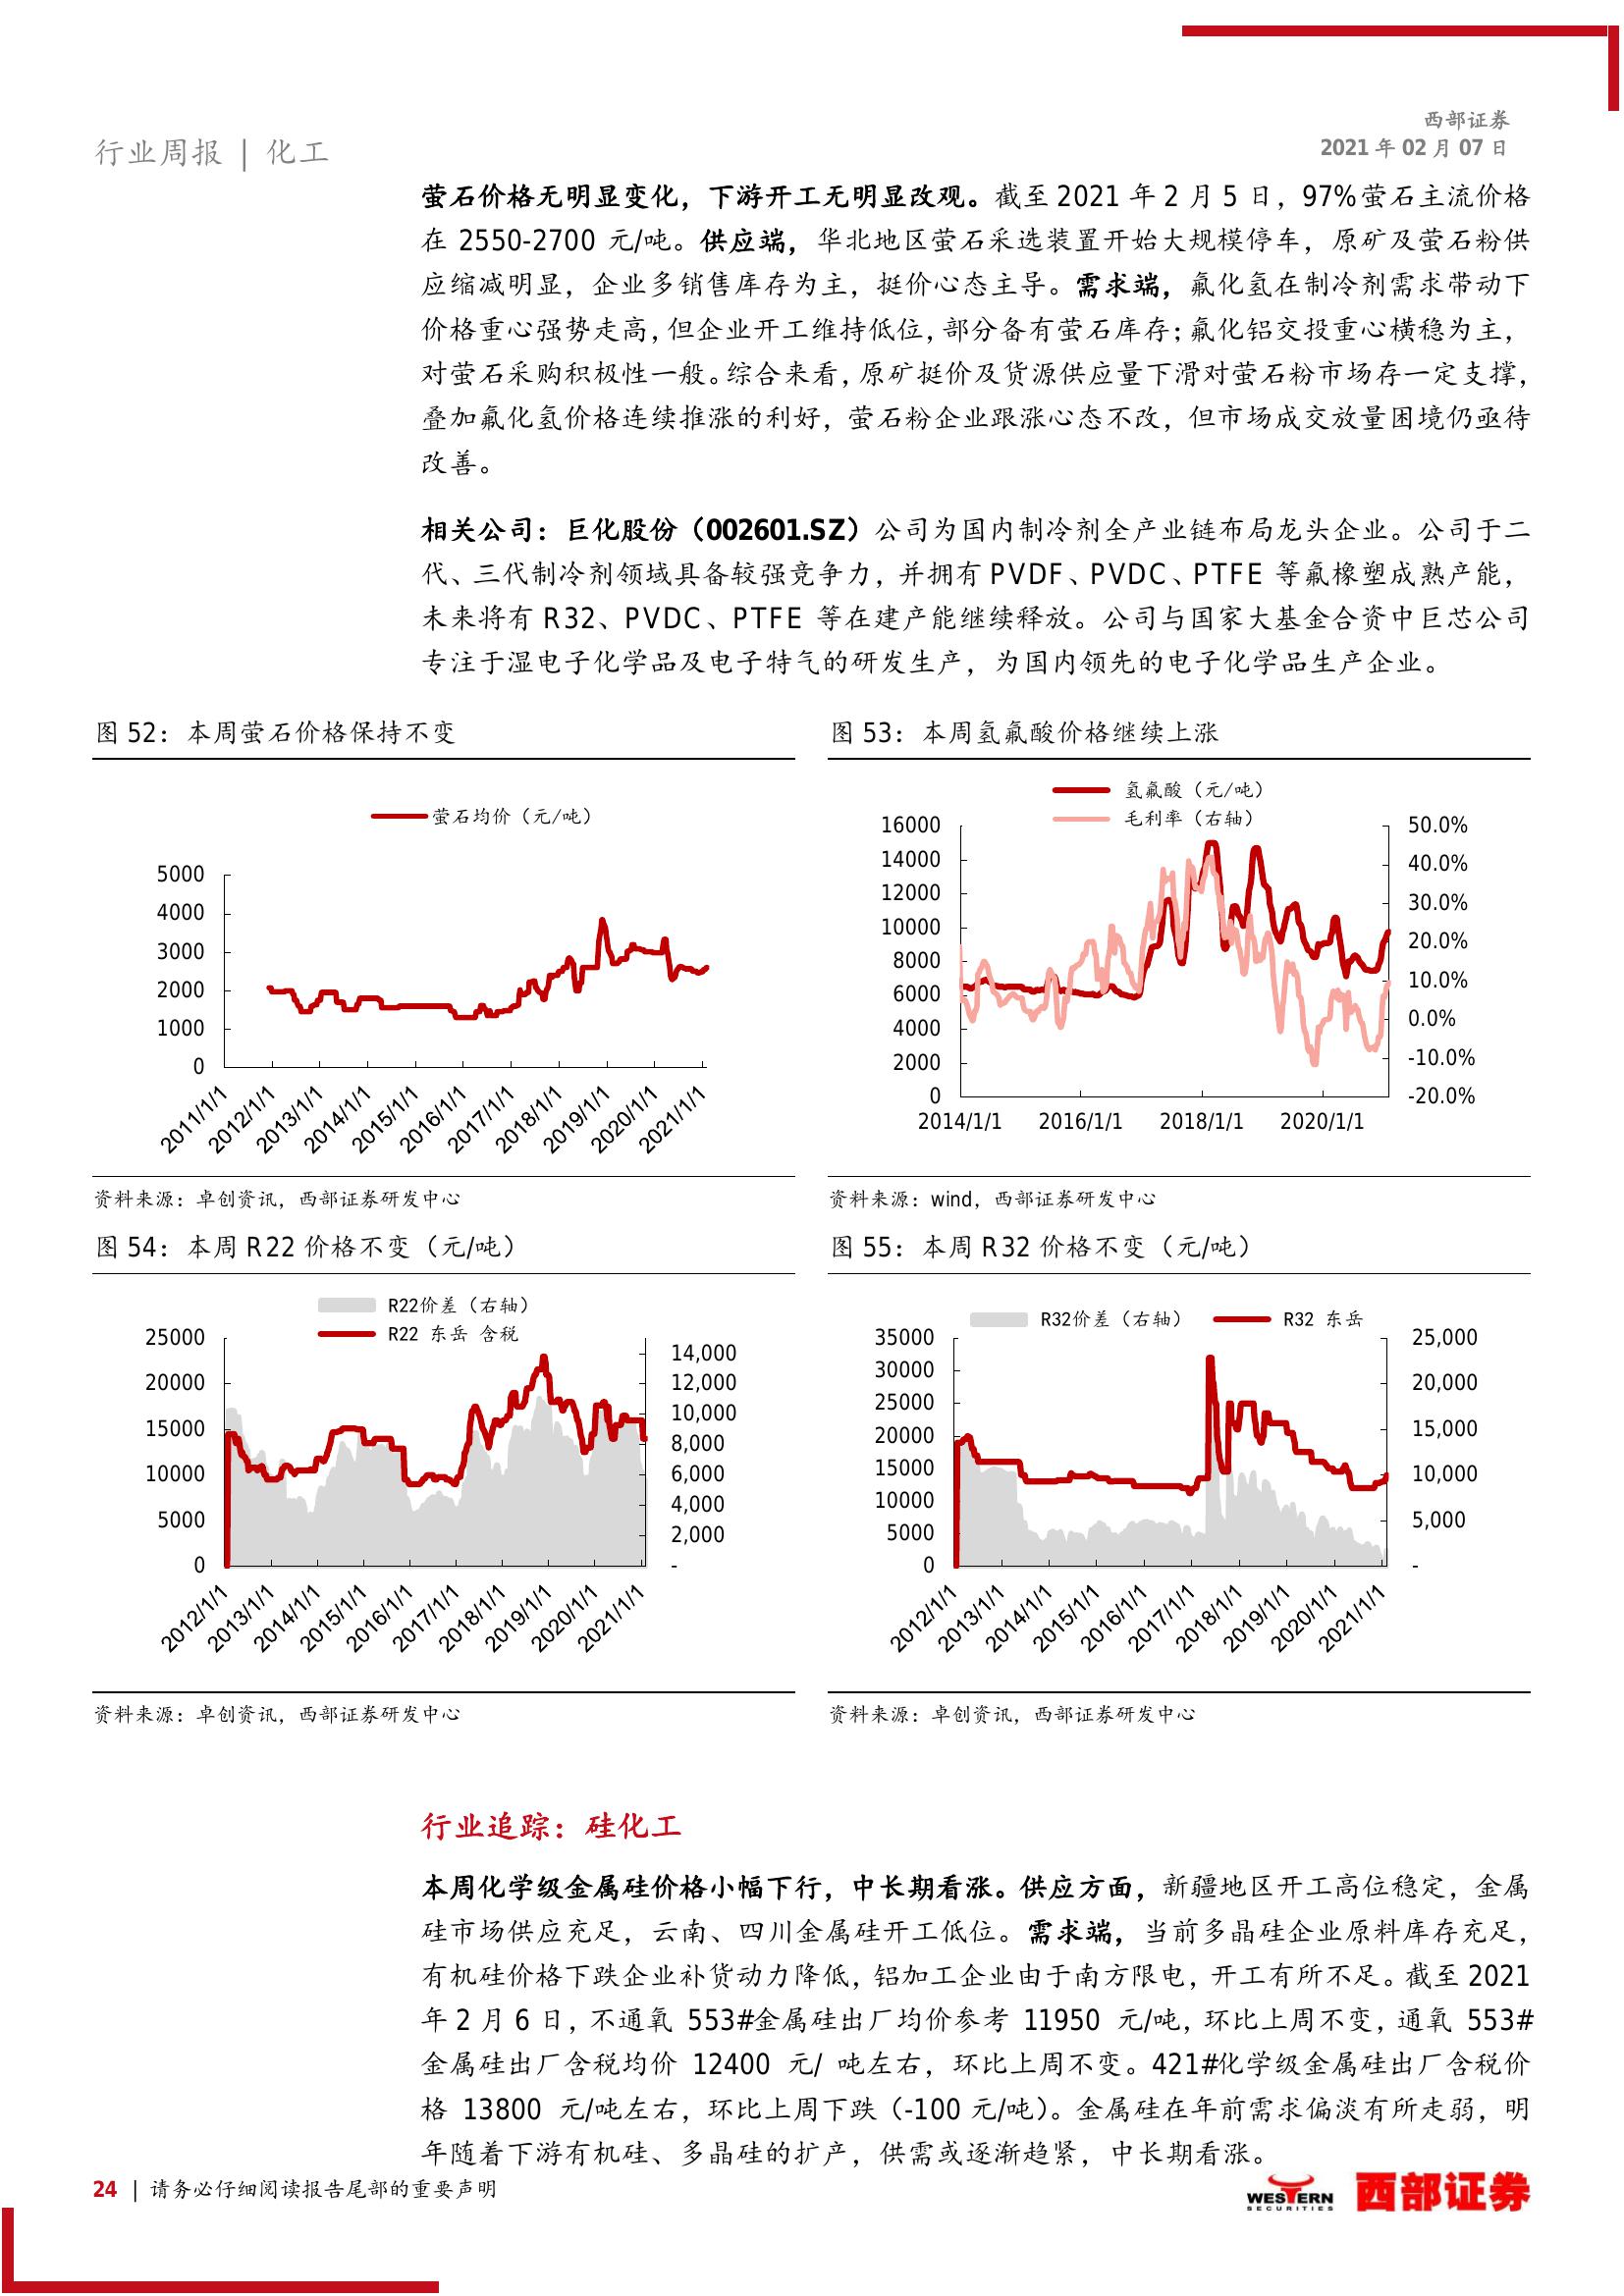 西部证券
行业周报 | 化工
2021 年 02 月 07 日
萤石价格无明显变化，下游开工无明显改观。截至 2021 年 2 月 5 日，97%萤石主流价格
在 2550-2700 元/吨。供应端，华北地区萤石采选装置开始大规模停车，原矿及萤石粉供
应缩减明显，企业多销售库存为主，挺价心态主导。需求端，氟化氢在制冷剂需求带动下
价格重心强势走高，但企业开工维持低位，部分备有萤石库存；氟化铝交投重心横稳为主，
对萤石采购积极性一般。综合来看，原矿挺价及货源供应量下滑对萤石粉市场存一定支撑，
叠加氟化氢价格连续推涨的利好，萤石粉企业跟涨心态不改，但市场成交放量困境仍亟待
改善。
相关公司：巨化股份（002601.SZ）公司为国内制冷剂全产业链布局龙头企业。公司于二
代、三代制冷剂领域具备较强竞争力，并拥有 PVDF、PVDC、PTFE 等氟橡塑成熟产能，
未来将有 R32、PVDC、PTFE 等在建产能继续释放。公司与国家大基金合资中巨芯公司
专注于湿电子化学品及电子特气的研发生产，为国内领先的电子化学品生产企业。
图 52：本周萤石价格保持不变
萤石均价（元/吨）
5000
4000
3000
2000
1000
0
2011/1/1
2012/1/1
2013/1/1
2014/1/1
2015/1/1
2016/1/1
2017/1/1
2018/1/1
2019/1/1
2020/1/1
2021/1/1
资料来源：卓创资讯，西部证券研发中心
图 53：本周氢氟酸价格继续上涨
氢氟酸（元/吨）
毛利率（右轴）
16000
14000
12000
10000
8000
6000
4000
2000
0
50.0%
40.0%
30.0%
20.0%
10.0%
0.0%
-10.0%
-20.0%
2014/1/1
2016/1/1
2018/1/1
2020/1/1
资料来源：wind，西部证券研发中心
图 54：本周 R22 价格不变（元/吨）
R22价差（右轴）
R22 东岳 含税
25000
20000
15000
10000
5000
0
14,000
12,000
10,000
8,000
6,000
4,000
2,000
-
2012/1/1
2013/1/1
2014/1/1
2015/1/1
2016/1/1
2017/1/1
2018/1/1
2019/1/1
2020/1/1
2021/1/1
资料来源：卓创资讯，西部证券研发中心
图 55：本周 R32 价格不变（元/吨）
R32价差（右轴）
R32 东岳
35000
30000
25000
20000
15000
10000
5000
0
25,000
20,000
15,000
10,000
5,000
-
2012/1/1
2013/1/1
2014/1/1
2015/1/1
2016/1/1
2017/1/1
2018/1/1
2019/1/1
2020/1/1
2021/1/1
资料来源：卓创资讯，西部证券研发中心
行业追踪：硅化工
本周化学级金属硅价格小幅下行，中长期看涨。供应方面，新疆地区开工高位稳定，金属
硅市场供应充足，云南、四川金属硅开工低位。需求端，当前多晶硅企业原料库存充足，
有机硅价格下跌企业补货动力降低，铝加工企业由于南方限电，开工有所不足。截至 2021
年 2 月 6 日，不通氧 553#金属硅出厂均价参考 11950 元/吨，环比上周不变，通氧 553#
金属硅出厂含税均价 12400 元/ 吨左右，环比上周不变。421#化学级金属硅出厂含税价
格 13800 元/吨左右，环比上周下跌（-100 元/吨）。金属硅在年前需求偏淡有所走弱，明
年随着下游有机硅、多晶硅的扩产，供需或逐渐趋紧，中长期看涨。
24 | 请务必仔细阅读报告尾部的重要声明
WESTERN
SECURITIES
西部证券